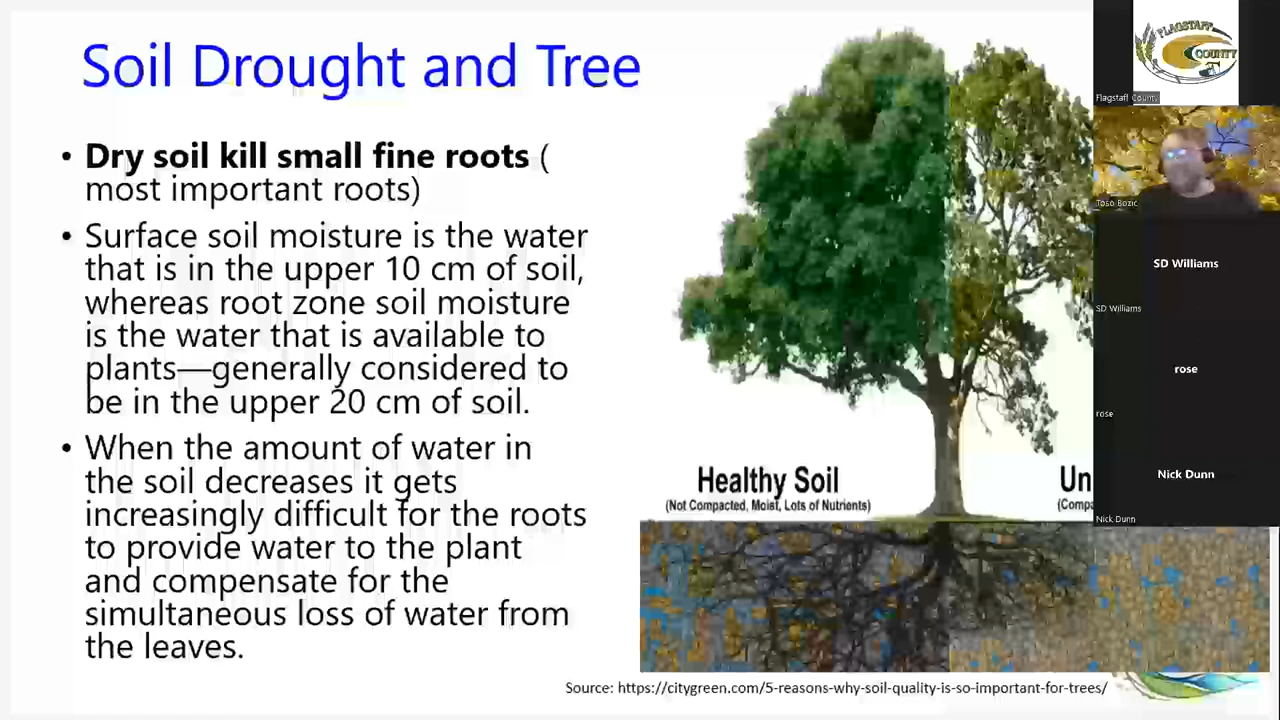 Soil Drought and Tree
• Dry soil kill small fine roots (
most important roots)
• Surface soil moisture is the water
that is in the upper 10 cm of soil,
whereas root zone soil moisture
is the water that is available to
plants—generally considered to
be in the upper 20 cm of soil.
• When the amount of water in
the soil decreases it gets
increasingly difficult for the roots
to provide water to the plant
and compensate for the
simultaneous loss of water from
the leaves.
Healthy Soil
(Not Compacted, Moist, Lots of Nutrients)
Un
(Compa
Source: https://citygreen.com/5-reasons-why-soil-quality-is-so-important-for-trees/
FLAGSTAFF
COUNTY
Flagstaff County
Toso Bozic
SD Williams
SD Williams
rose
rose
Nick Dunn
Nick Dunn